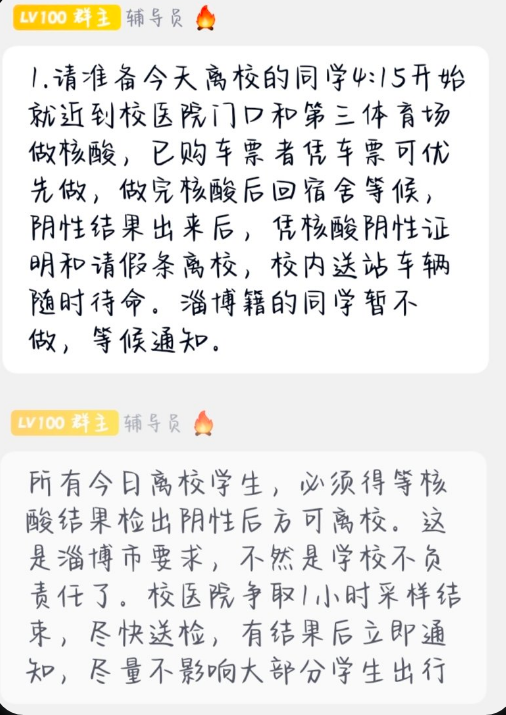 LV100 群主 辅导员
1.请准备今天离校的同学4:15开始
就近到校医院门口和第三体育场
做核酸，已购车票者凭车票可优
先做，做完核酸后回宿舍等候，
阴性结果出来后，凭核酸阴性证
明和请假条离校，校内送站车辆
随时待命。淄博籍的同学暂不
做，等候通知。
LV100 群主 辅导员
所有今日离校学生，必须得等核
酸结果检出阴性后方可离校。这
是淄博市要求，不然是学校不负
责任了。校医院争取1小时采样结
束，尽快送检，有结果后立即通
知，尽量不影响大部分学生出行